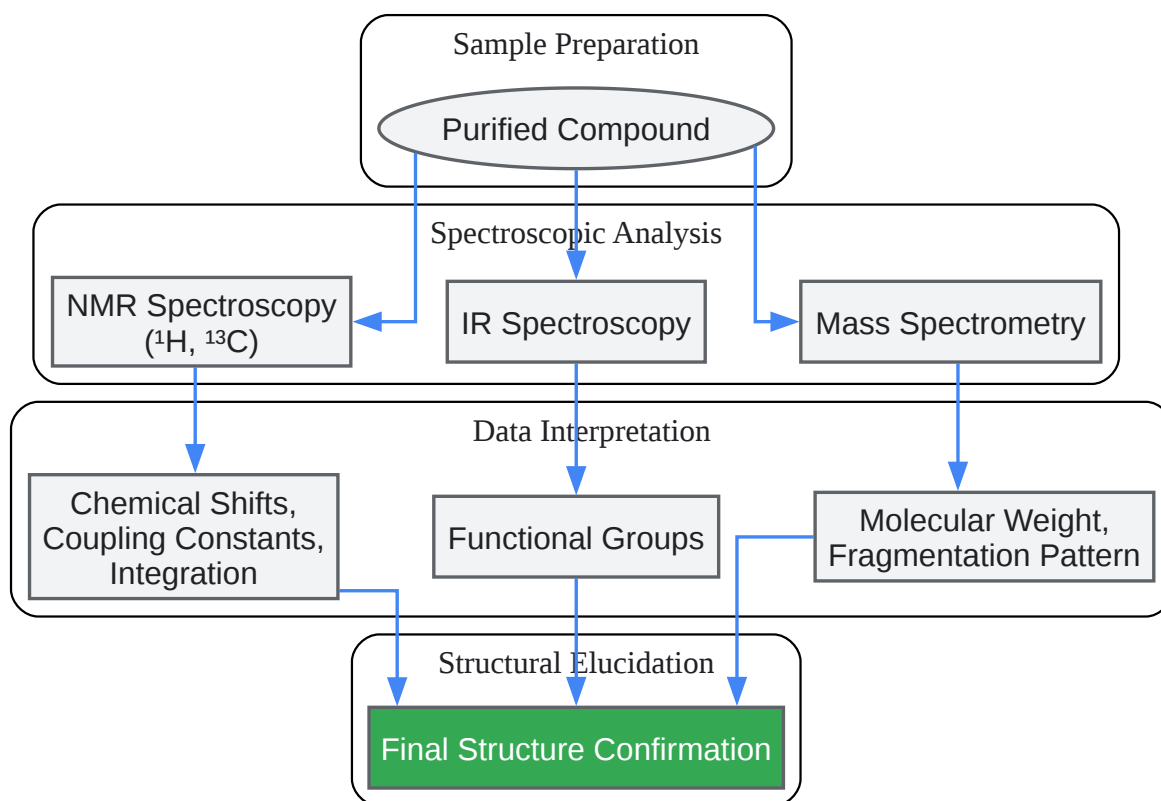 Sample Preparation
Purified Compound
Spectroscopic Analysis
NMR Spectroscopy
(¹H, ¹³C)
IR Spectroscopy
Mass Spectrometry
Data Interpretation
Chemical Shifts,
Coupling Constants,
Integration
Functional Groups
Molecular Weight,
Fragmentation Pattern
Structural Elucidation
Final Structure Confirmation